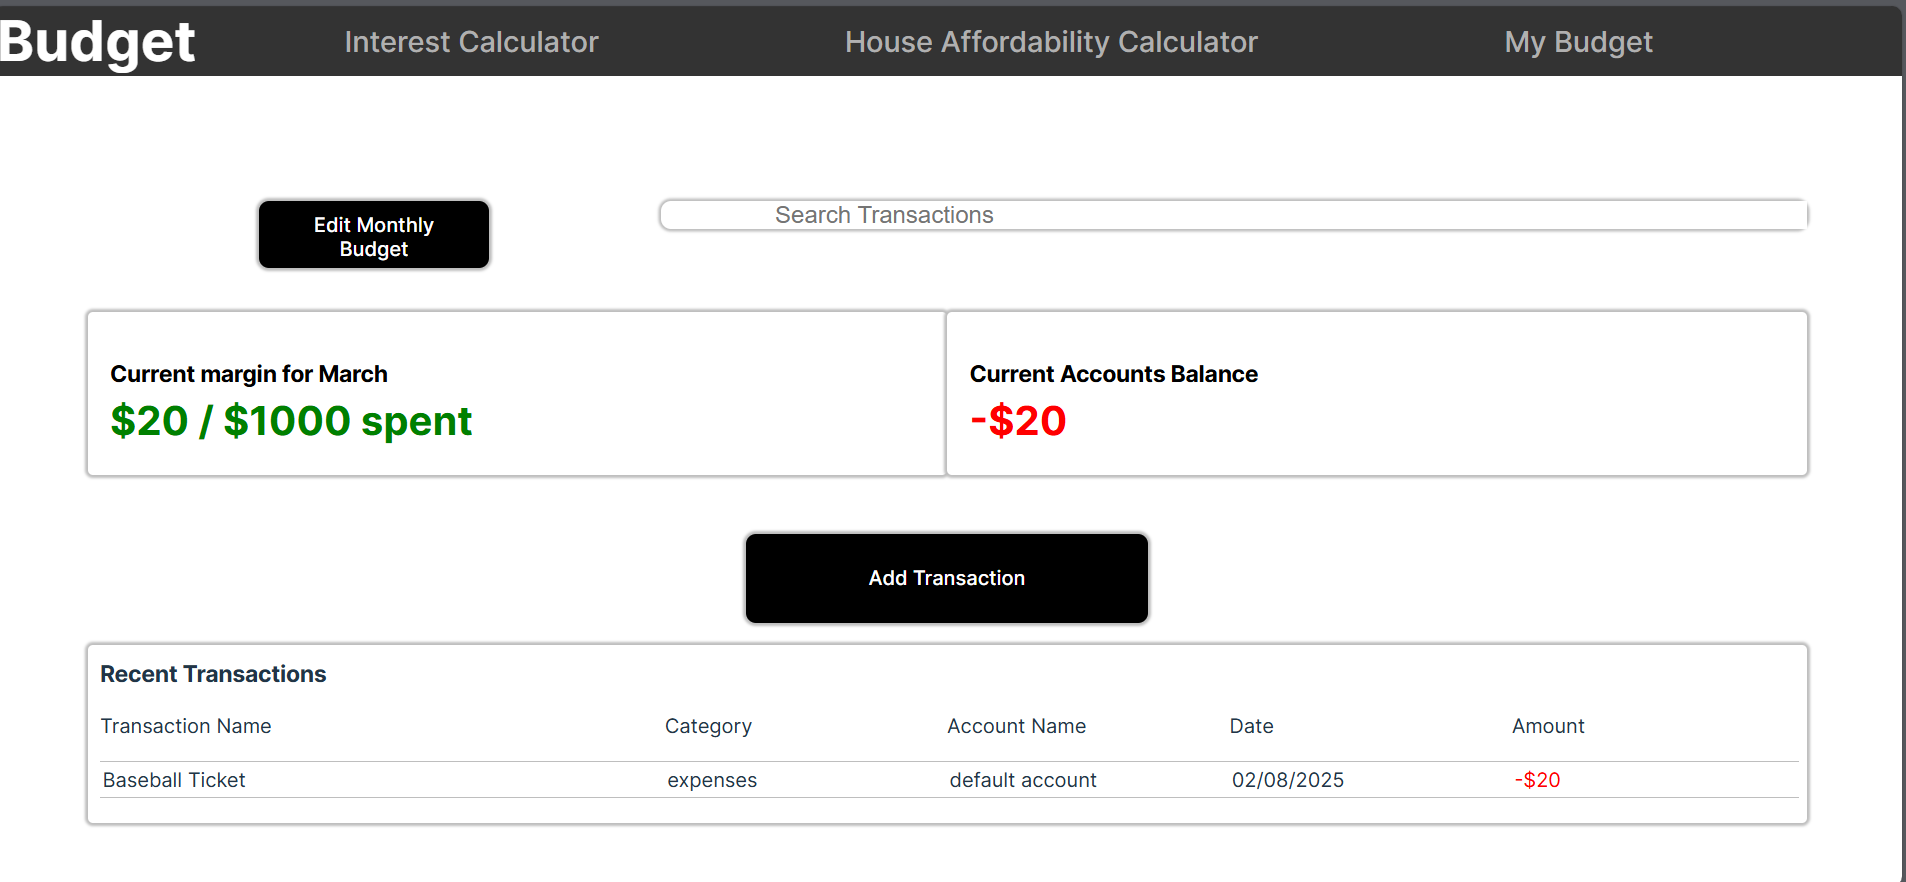 Budget Interest Calculator House Affordability Calculator My Budget
Edit Monthly
Budget
Search Transactions
Current margin for March
$20 / $1000 spent
Current Accounts Balance
-$20
Add Transaction
Recent Transactions
Transaction Name Category Account Name Date Amount
Baseball Ticket expenses default account 02/08/2025 -$20